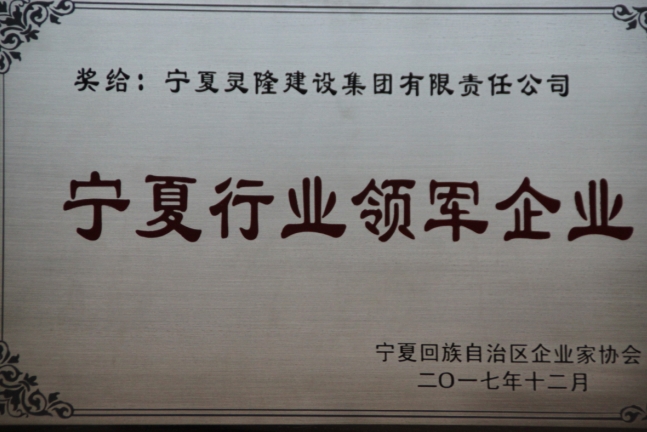 奖给：宁夏灵隆建设集团有限责任公司
宁夏行业领军企业
宁夏回族自治区企业家协会
二〇一七年十二月